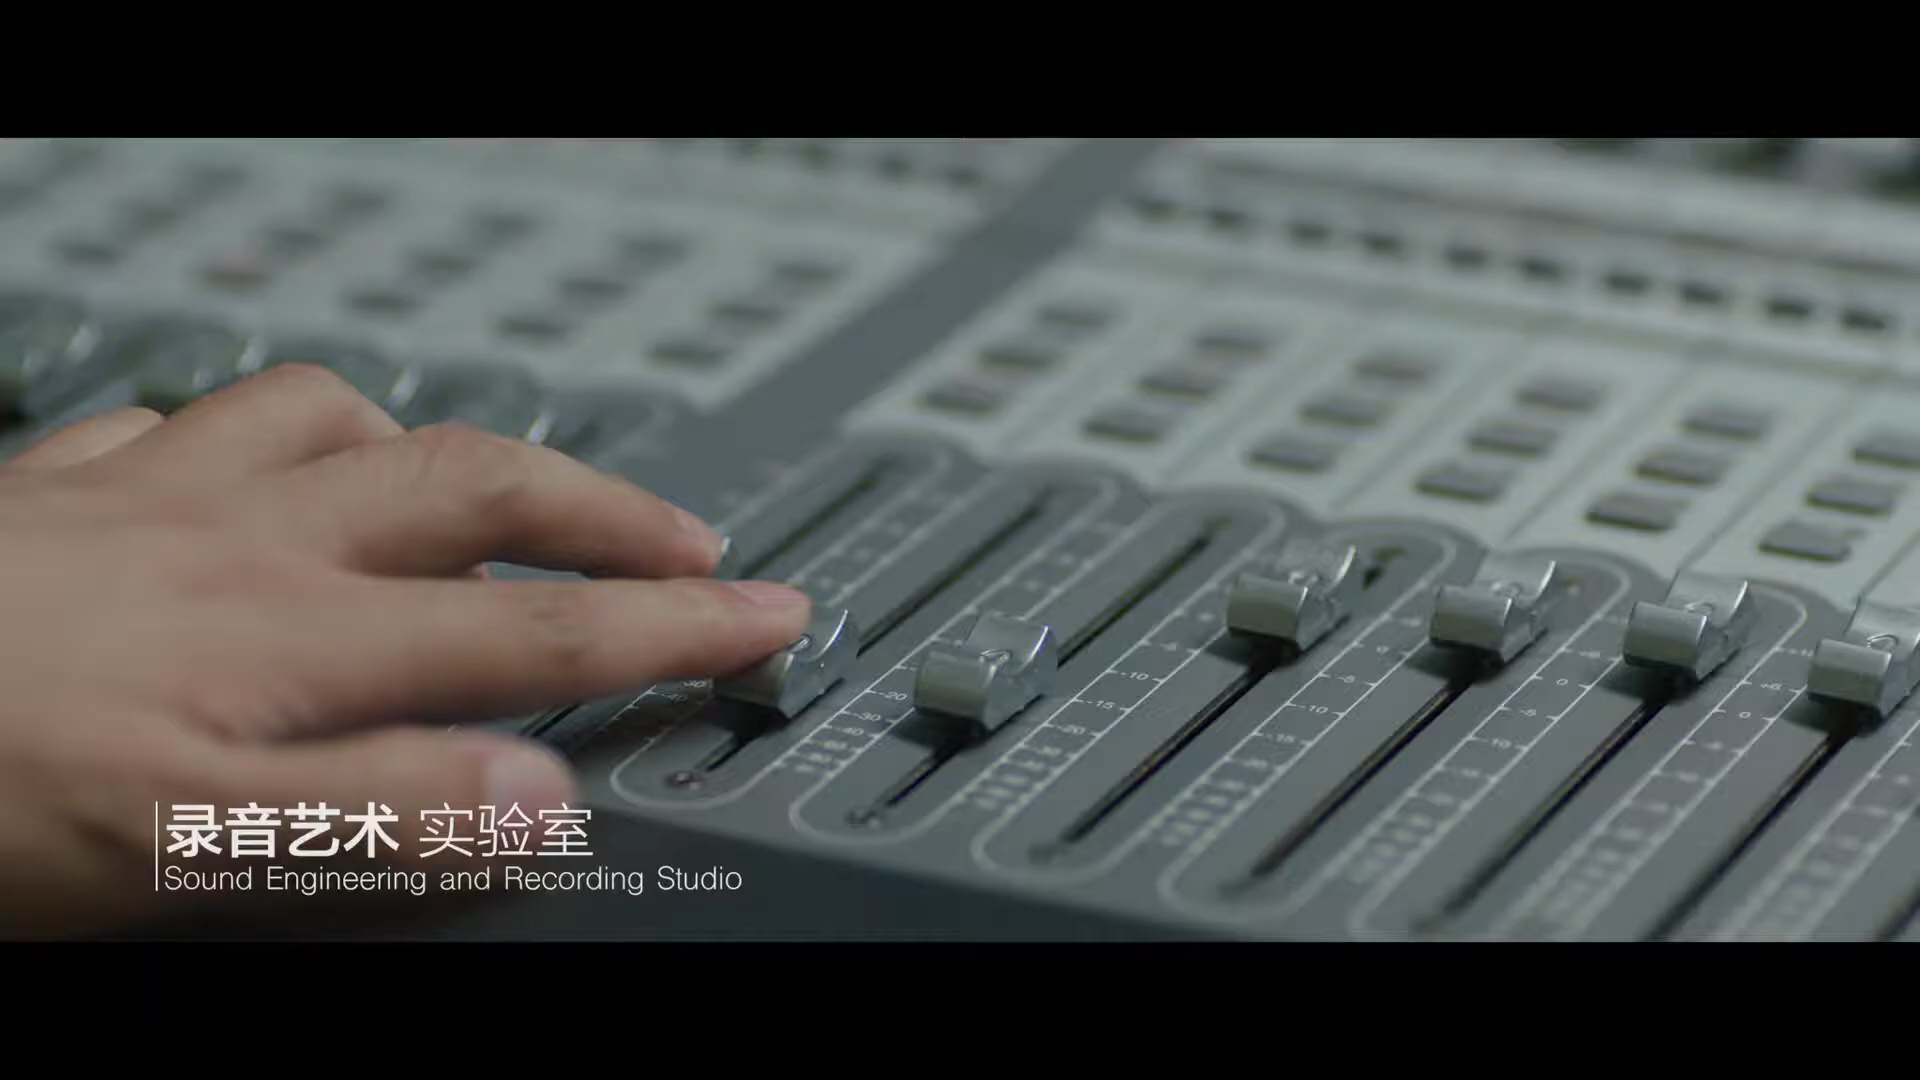 录音艺术 实验室
Sound Engineering and Recording Studio